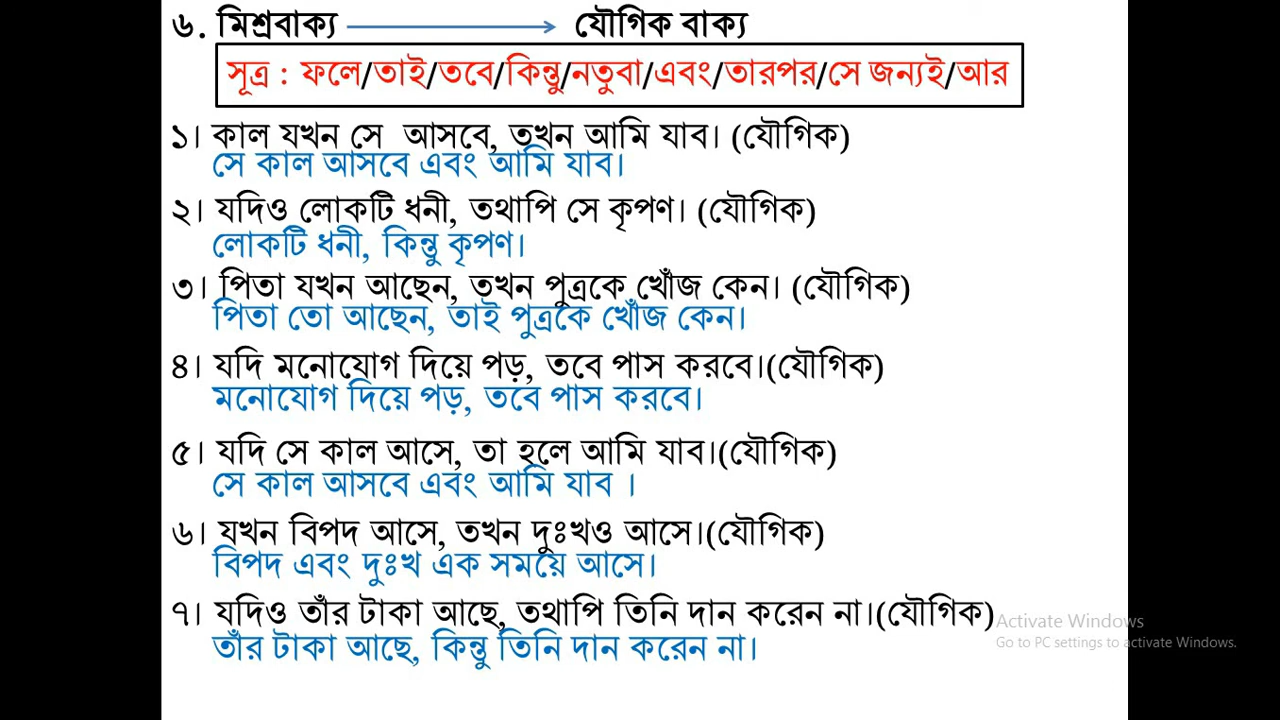 ৬. মিশ্রবাক্য ⟶ যৌগিক বাক্য
সূত্র : ফলে/তাই/তবে/কিন্তু/নতুবা/এবং/তারপর/সে জন্যই/আর
১। কাল যখন সে আসবে, তখন আমি যাব। (যৌগিক)
সে কাল আসবে এবং আমি যাব।
২। যদিও লোকটি ধনী, তথাপি সে কৃপণ। (যৌগিক)
লোকটি ধনী, কিন্তু কৃপণ।
৩। পিতা যখন আছেন, তখন পুত্রকে খোঁজ কেন। (যৌগিক)
পিতা তো আছেন, তাই পুত্রকে খোঁজ কেন।
৪। যদি মনোযোগ দিয়ে পড়, তবে পাস করবে।(যৌগিক)
মনোযোগ দিয়ে পড়, তবে পাস করবে।
৫। যদি সে কাল আসে, তা হলে আমি যাব।(যৌগিক)
সে কাল আসবে এবং আমি যাব ।
৬। যখন বিপদ আসে, তখন দুঃখও আসে।(যৌগিক)
বিপদ এবং দুঃখ এক সময়ে আসে।
৭। যদিও তাঁর টাকা আছে, তথাপি তিনি দান করেন না।(যৌগিক)
তাঁর টাকা আছে, কিন্তু তিনি দান করেন না।
Activate Windows
Go to PC settings to activate Windows.